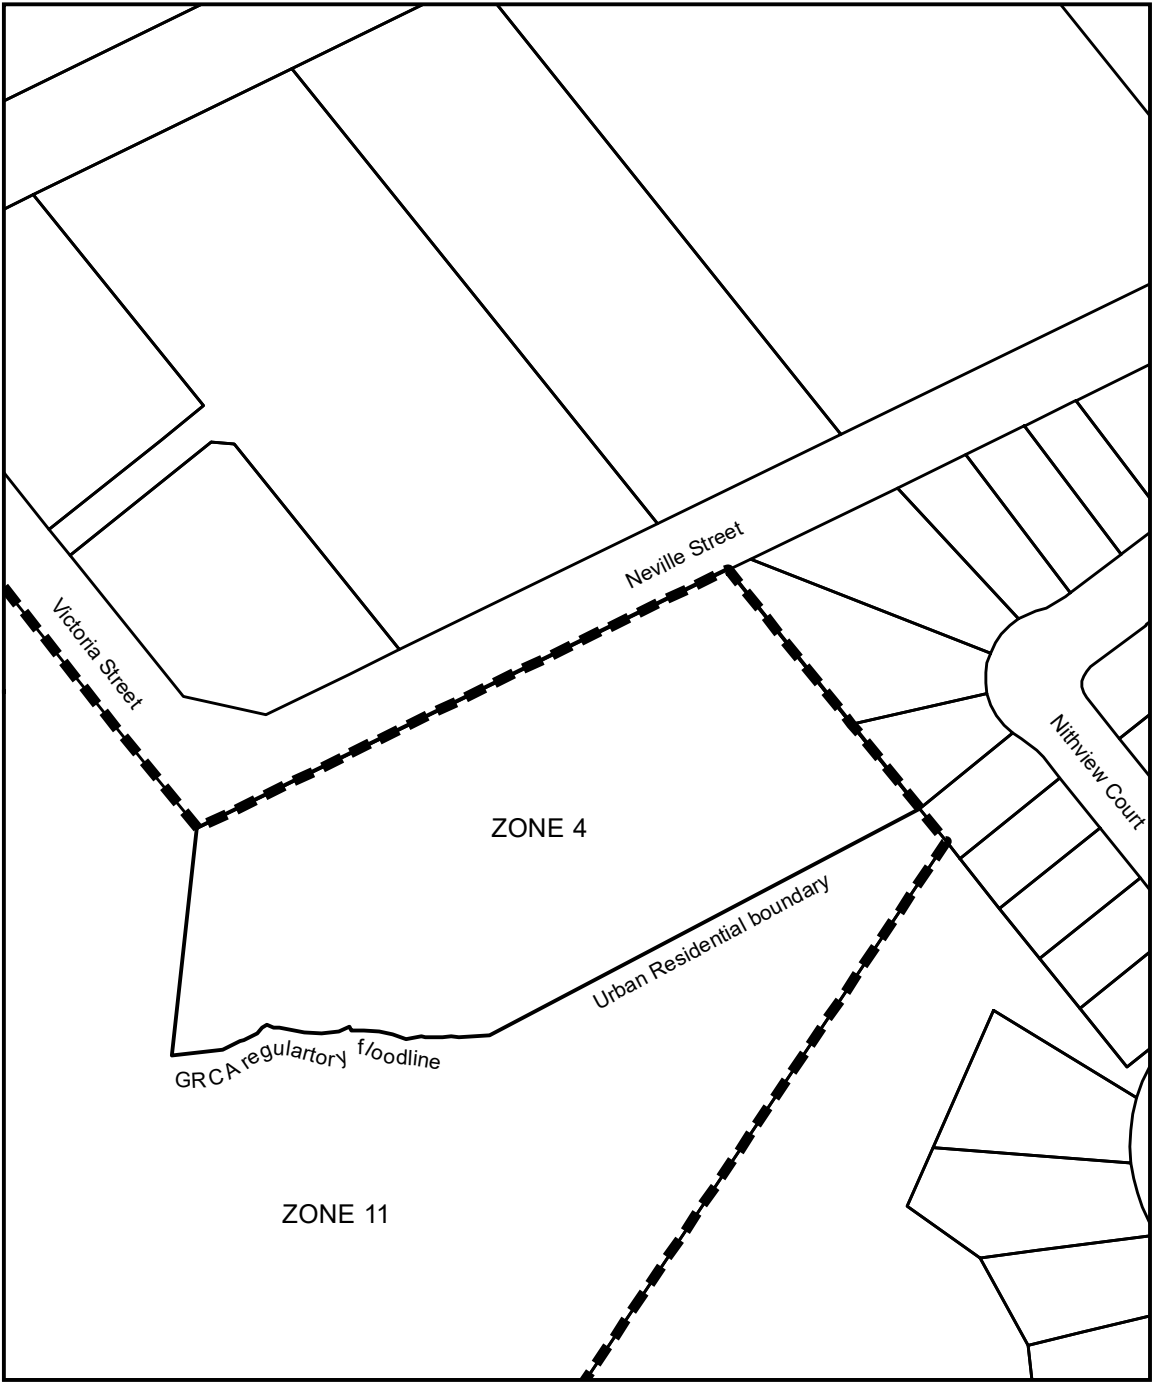 Neville Street
Victoria Street
Nithview Court
ZONE 4
Urban Residential boundary
GRCA regulartory floodline
ZONE 11